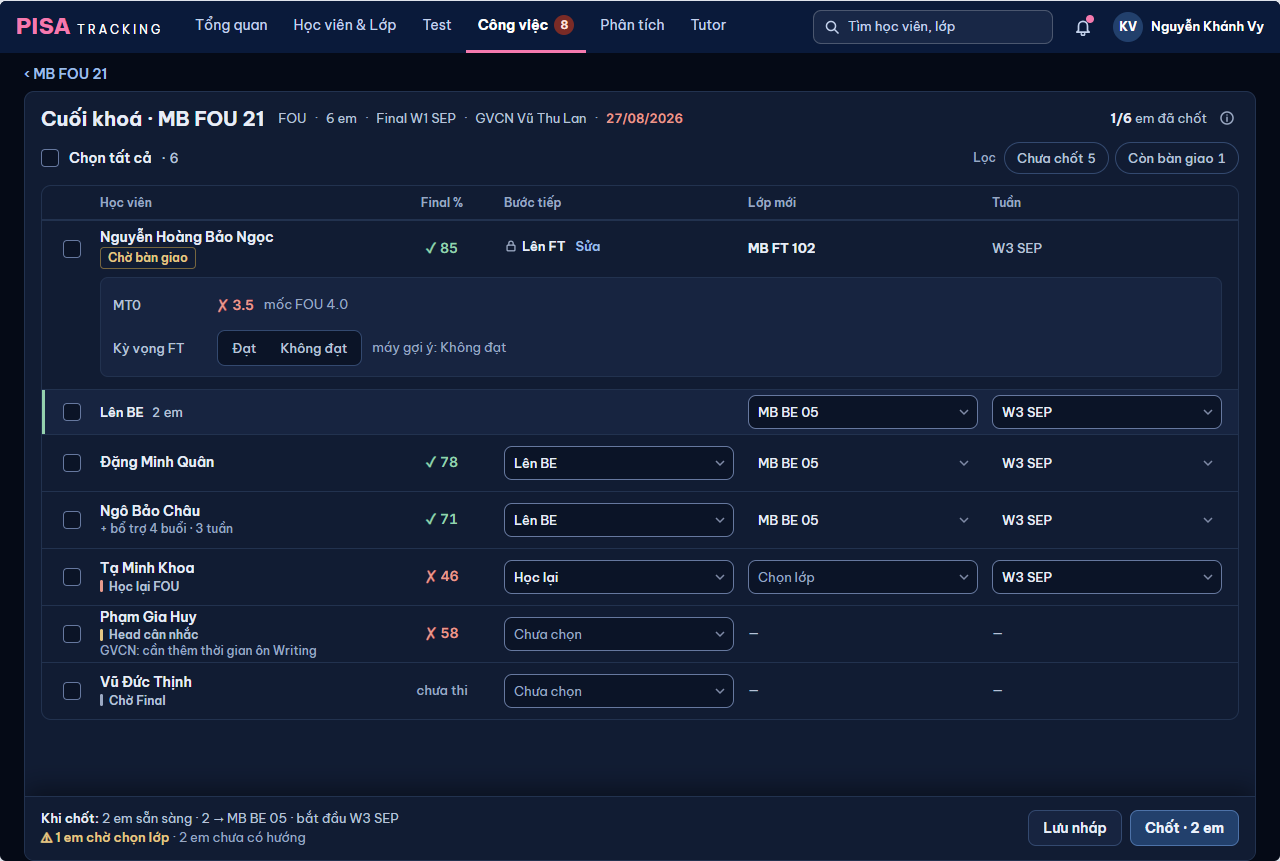 PISA TRACKING Tổng quan Học viên & Lớp Test Công việc 8 Phân tích Tutor Tìm học viên, lớp KV Nguyễn Khánh Vy
‹ MB FOU 21
Cuối khoá · MB FOU 21 FOU · 6 em · Final W1 SEP · GVCN Vũ Thu Lan · 27/08/2026 1/6 em đã chốt
Chọn tất cả · 6 Lọc Chưa chốt 5 Còn bàn giao 1
Học viên Final % Bước tiếp Lớp mới Tuần
Nguyễn Hoàng Bảo Ngọc ✓ 85 Lên FT Sửa MB FT 102 W3 SEP
Chờ bàn giao
MT0 ✗ 3.5 mốc FOU 4.0
Kỳ vọng FT Đạt Không đạt máy gợi ý: Không đạt
Lên BE 2 em MB BE 05 W3 SEP
Đặng Minh Quân ✓ 78 Lên BE MB BE 05 W3 SEP
Ngô Bảo Châu ✓ 71 Lên BE MB BE 05 W3 SEP
+ bổ trợ 4 buổi · 3 tuần
Tạ Minh Khoa ✗ 46 Học lại Chọn lớp W3 SEP
Học lại FOU
Phạm Gia Huy ✗ 58 Chưa chọn – –
Head cân nhắc
GVCN: cần thêm thời gian ôn Writing
Vũ Đức Thịnh chưa thi Chưa chọn – –
Chờ Final
Khi chốt: 2 em sẵn sàng · 2 → MB BE 05 · bắt đầu W3 SEP
⚠ 1 em chờ chọn lớp · 2 em chưa có hướng
Lưu nháp Chốt · 2 em